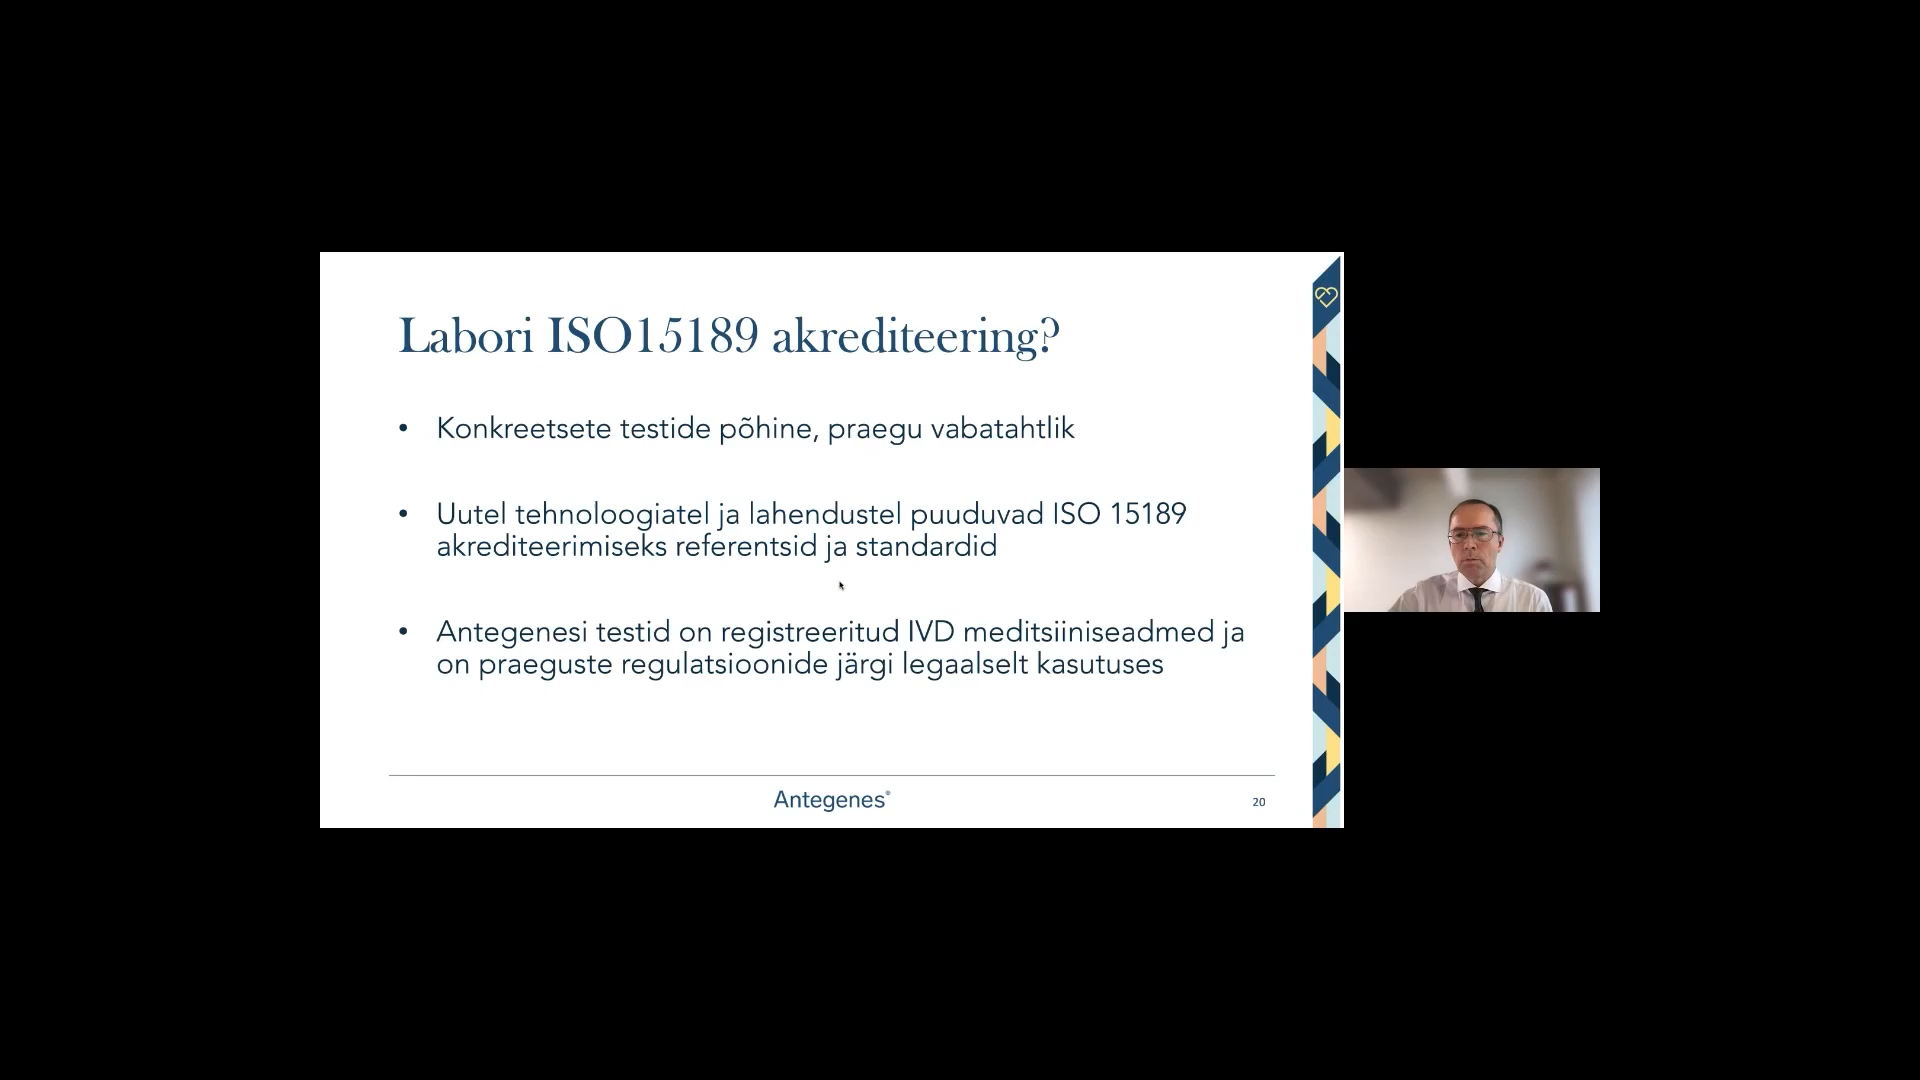 Labori ISO15189 akrediteering?
• Konkreetsete testide põhine, praegu vabatahtlik
• Uutel tehnoloogiatel ja lahendustel puuduvad ISO 15189
akrediteerimiseks referentsid ja standardid
• Antegenesi testid on registreeritud IVD meditsiiniseadmed ja
on praeguste regulatsioonide järgi legaalselt kasutuses
Antegenes®
20